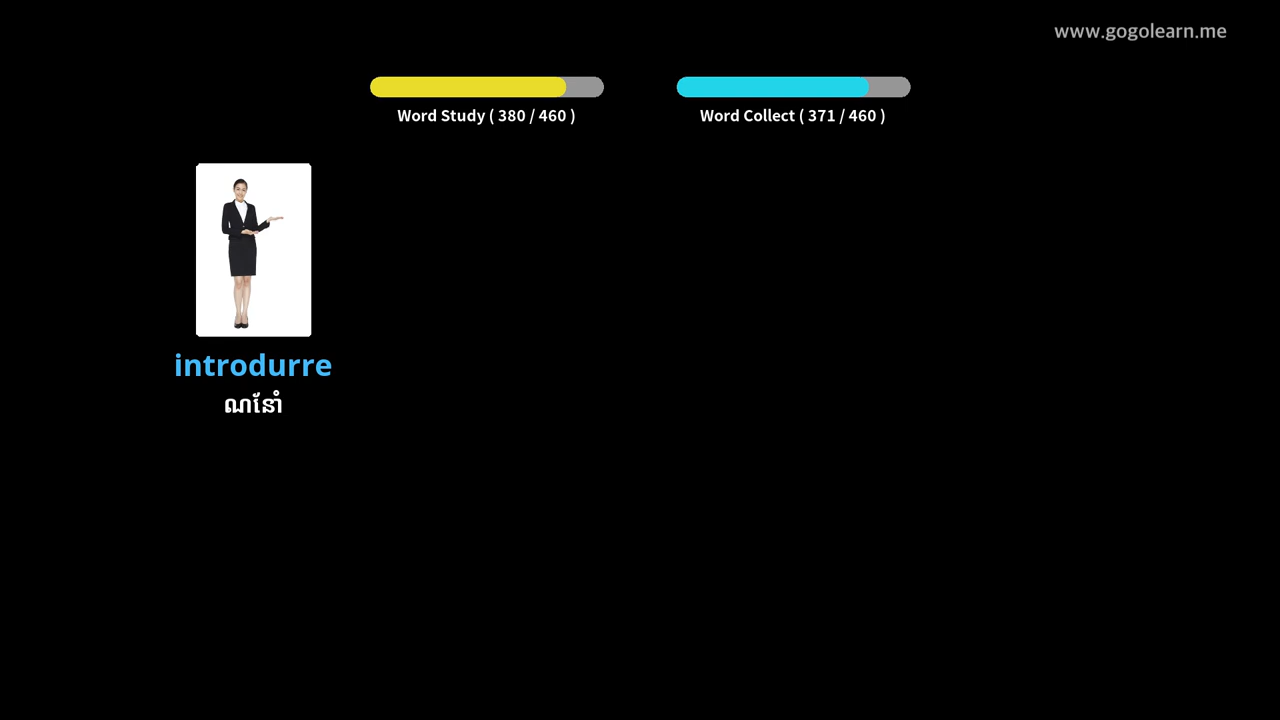 www.gogolearn.me
Word Study ( 380 / 460 )
Word Collect ( 371 / 460 )
introdurre
ណែនាំ